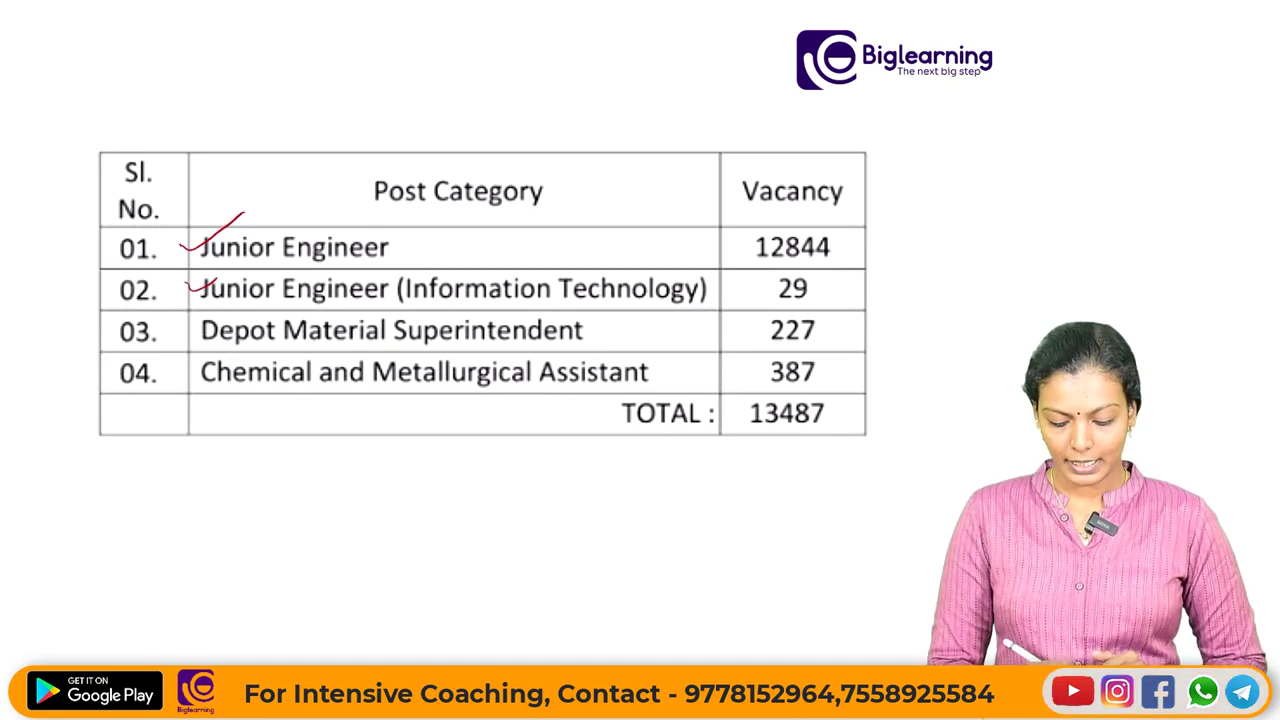 Biglearning
The next big step
Sl.
No.
Post Category
Vacancy
01.
Junior Engineer
12844
02.
Junior Engineer (Information Technology)
29
03.
Depot Material Superintendent
227
04.
Chemical and Metallurgical Assistant
387
TOTAL :
13487
GET IT ON
Google Play
Biglearning
For Intensive Coaching, Contact - 9778152964,7558925584